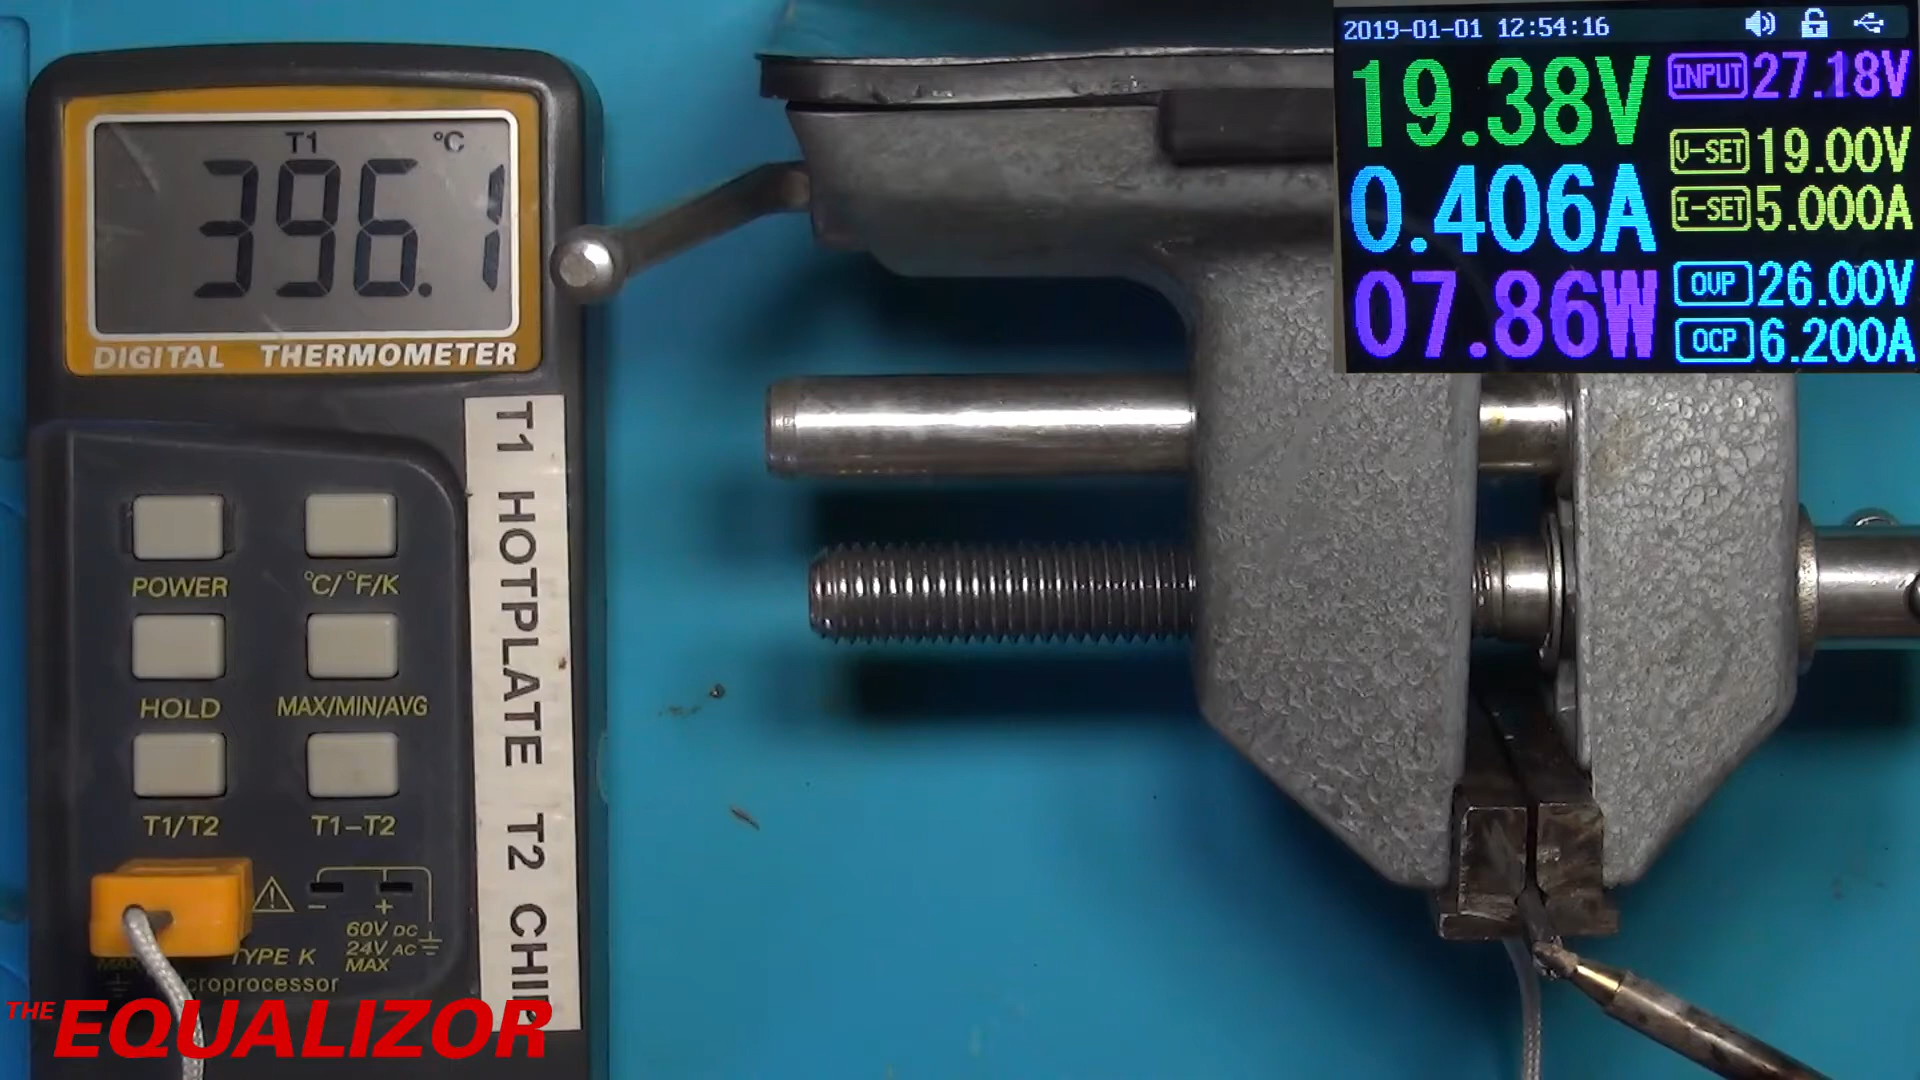 T1 °C
396.1
DIGITAL THERMOMETER
POWER
°C/°F/K
HOLD
MAX/MIN/AVG
T1/T2
T1-T2
- +
60V DC
24V AC
MAX
TYPE K
croprocessor
T1 HOTPLATE T2 CHIP
THE EQUALIZOR
2019-01-01 12:54:16
19.38V
0.406A
07.86W
INPUT 27.18V
V-SET 19.00V
I-SET 5.000A
OVP 26.00V
OCP 6.200A